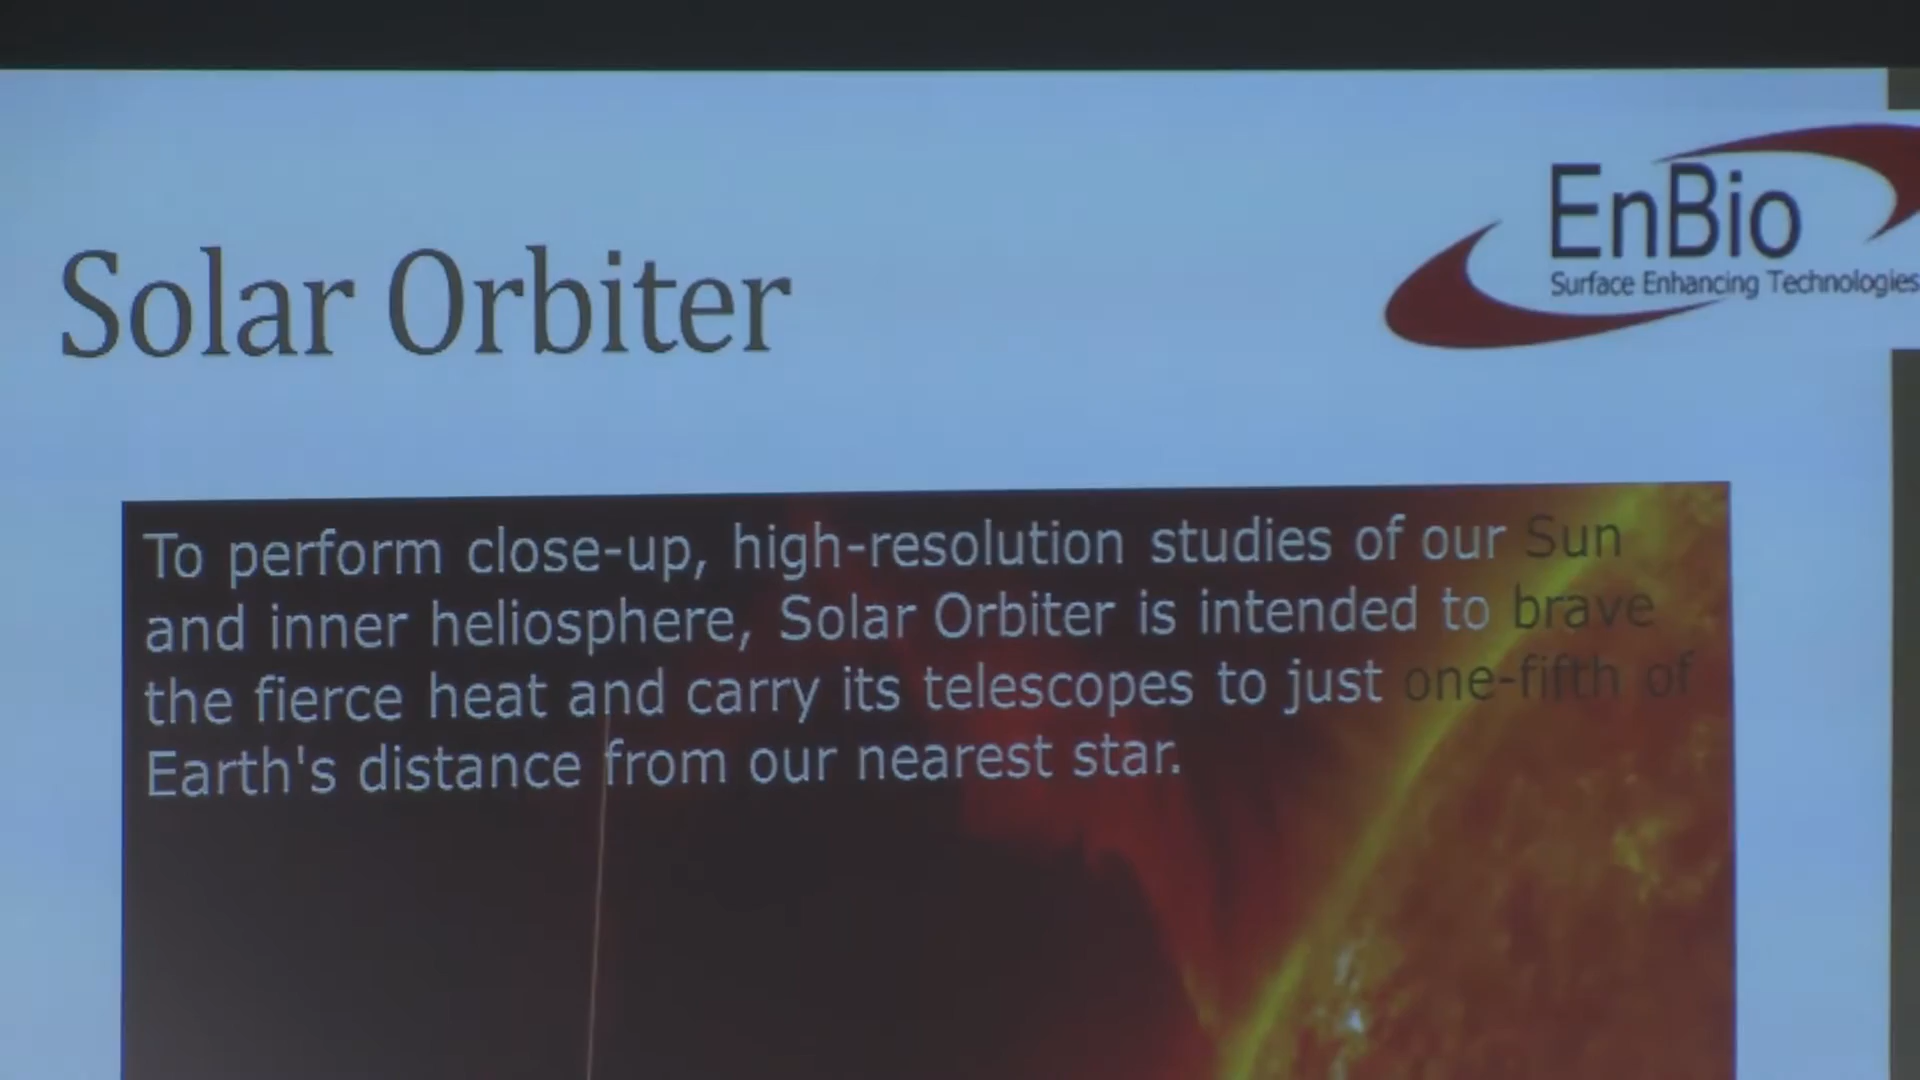 EnBio
Surface Enhancing Technologies
Solar Orbiter
To perform close-up, high-resolution studies of our Sun
and inner heliosphere, Solar Orbiter is intended to brave
the fierce heat and carry its telescopes to just one-fifth of
Earth's distance from our nearest star.